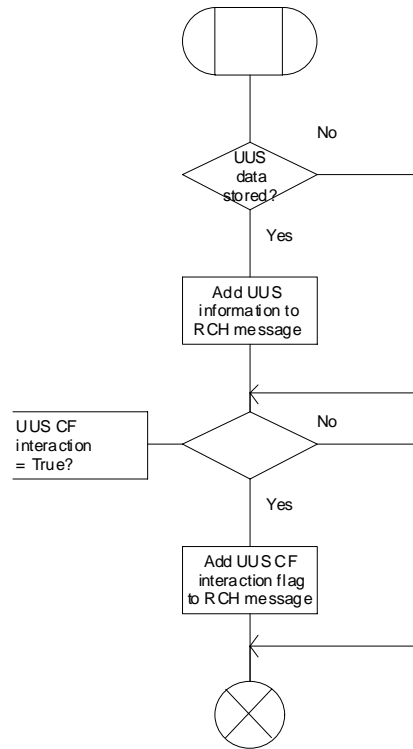 No
UUS
data
stored?
Yes
Add UUS
information to
RCH message
UUS CF
interaction
= True?
No
Yes
Add UUS CF
interaction flag
to RCH message